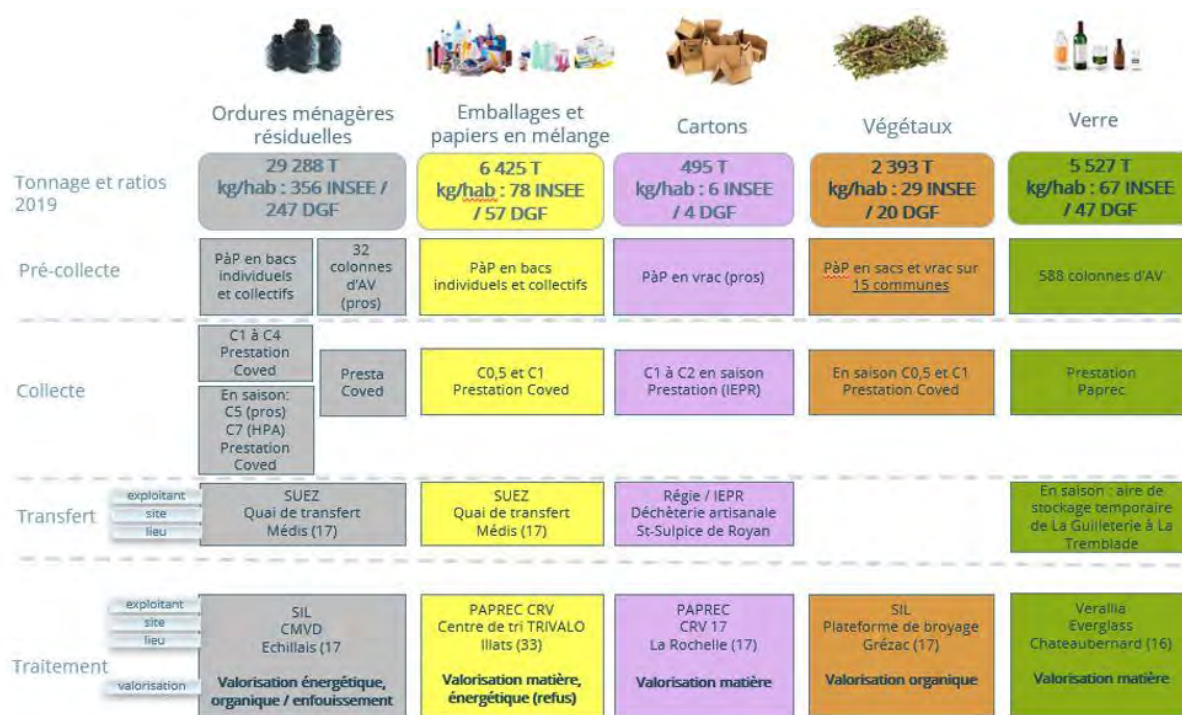 Ordures ménagères
résiduelles
Emballages et
papiers en mélange
Cartons
Végétaux
Verre
Tonnage et ratios
2019
29 288 T
kg/hab : 356 INSEE /
247 DGF
6 425 T
kg/hab : 78 INSEE
/ 57 DGF
495 T
kg/hab : 6 INSEE
/ 4 DGF
2 393 T
kg/hab : 29 INSEE
/ 20 DGF
5 527 T
kg/hab : 67 INSEE
/ 47 DGF
Pré-collecte
PàP en bacs
individuels
et collectifs
32
colonnes
d'AV
(pros)
PàP en bacs
individuels et collectifs
PàP en vrac (pros)
PàP en sacs et vrac sur
15 communes
588 colonnes d'AV
Collecte
C1 à C4
Prestation
Coved
En saison:
C5 (pros)
C7 (HPA)
Prestation
Coved
Presta
Coved
C0,5 et C1
Prestation Coved
C1 à C2 en saison
Prestation (IEPR)
En saison C0,5 et C1
Prestation Coved
Prestation
Paprec
Transfert
exploitant
site
lieu
SUEZ
Quai de transfert
Médis (17)
SUEZ
Quai de transfert
Médis (17)
Régie / IEPR
Déchèterie artisanale
St-Sulpice de Royan
En saison : aire de
stockage temporaire
de La Guilleterie à La
Tremblade
Traitement
exploitant
site
lieu
valorisation
SIL
CMVD
Echillais (17
Valorisation énergétique,
organique / enfouissement
PAPREC CRV
Centre de tri TRIVALO
Illats (33)
Valorisation matière,
énergétique (refus)
PAPREC
CRV 17
La Rochelle (17)
Valorisation matière
SIL
Plateforme de broyage
Grézac (17)
Valorisation organique
Verallia
Everglass
Chateaubernard (16)
Valorisation matière